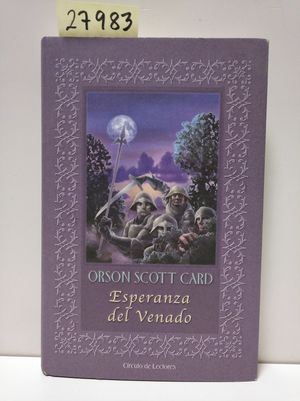 27983
ORSON SCOTT CARD
Esperanza
del Venado
Círculo de Lectores